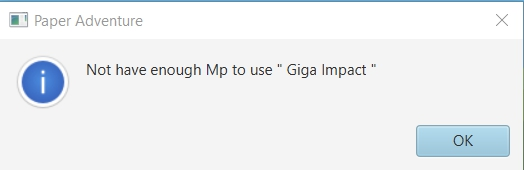 Paper Adventure
Not have enough Mp to use " Giga Impact "
OK